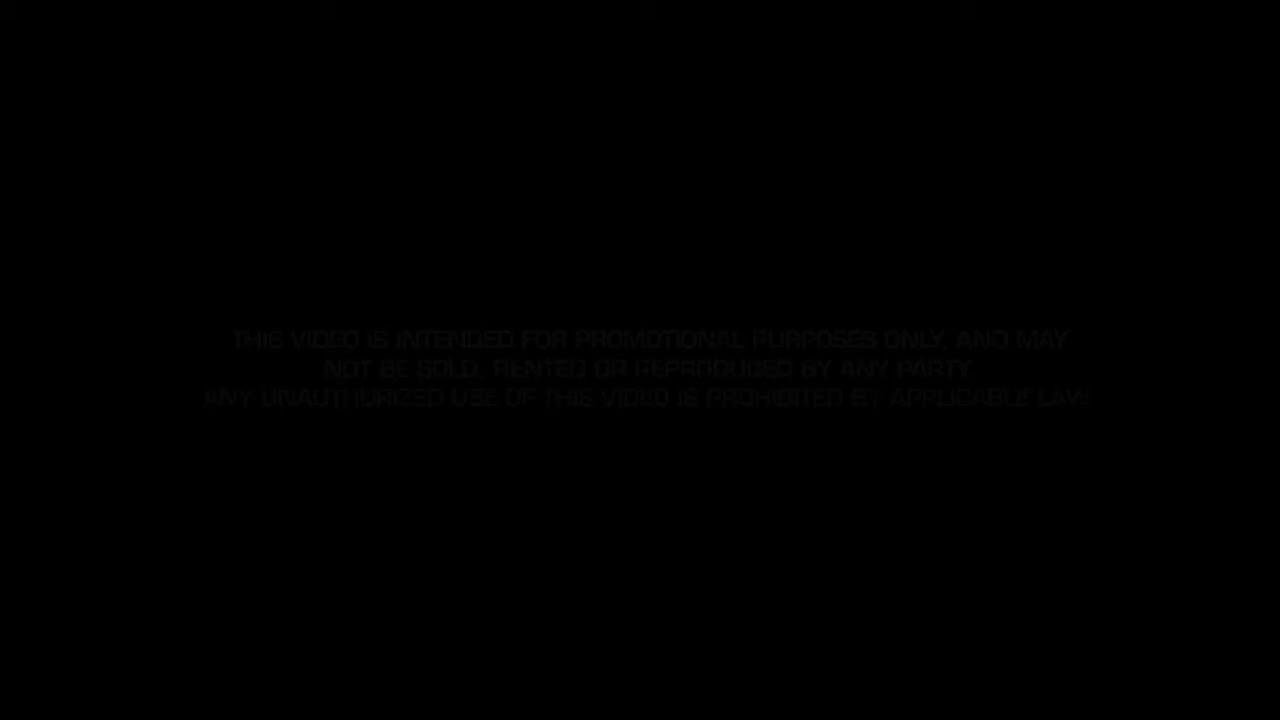 THIS VIDEO IS INTENDED FOR PROMOTIONAL PURPOSES ONLY, AND MAY
NOT BE SOLD, RENTED OR REPRODUCED BY ANY PARTY.
ANY UNAUTHORIZED USE OF THIS VIDEO IS PROHIBITED BY APPLICABLE LAW.